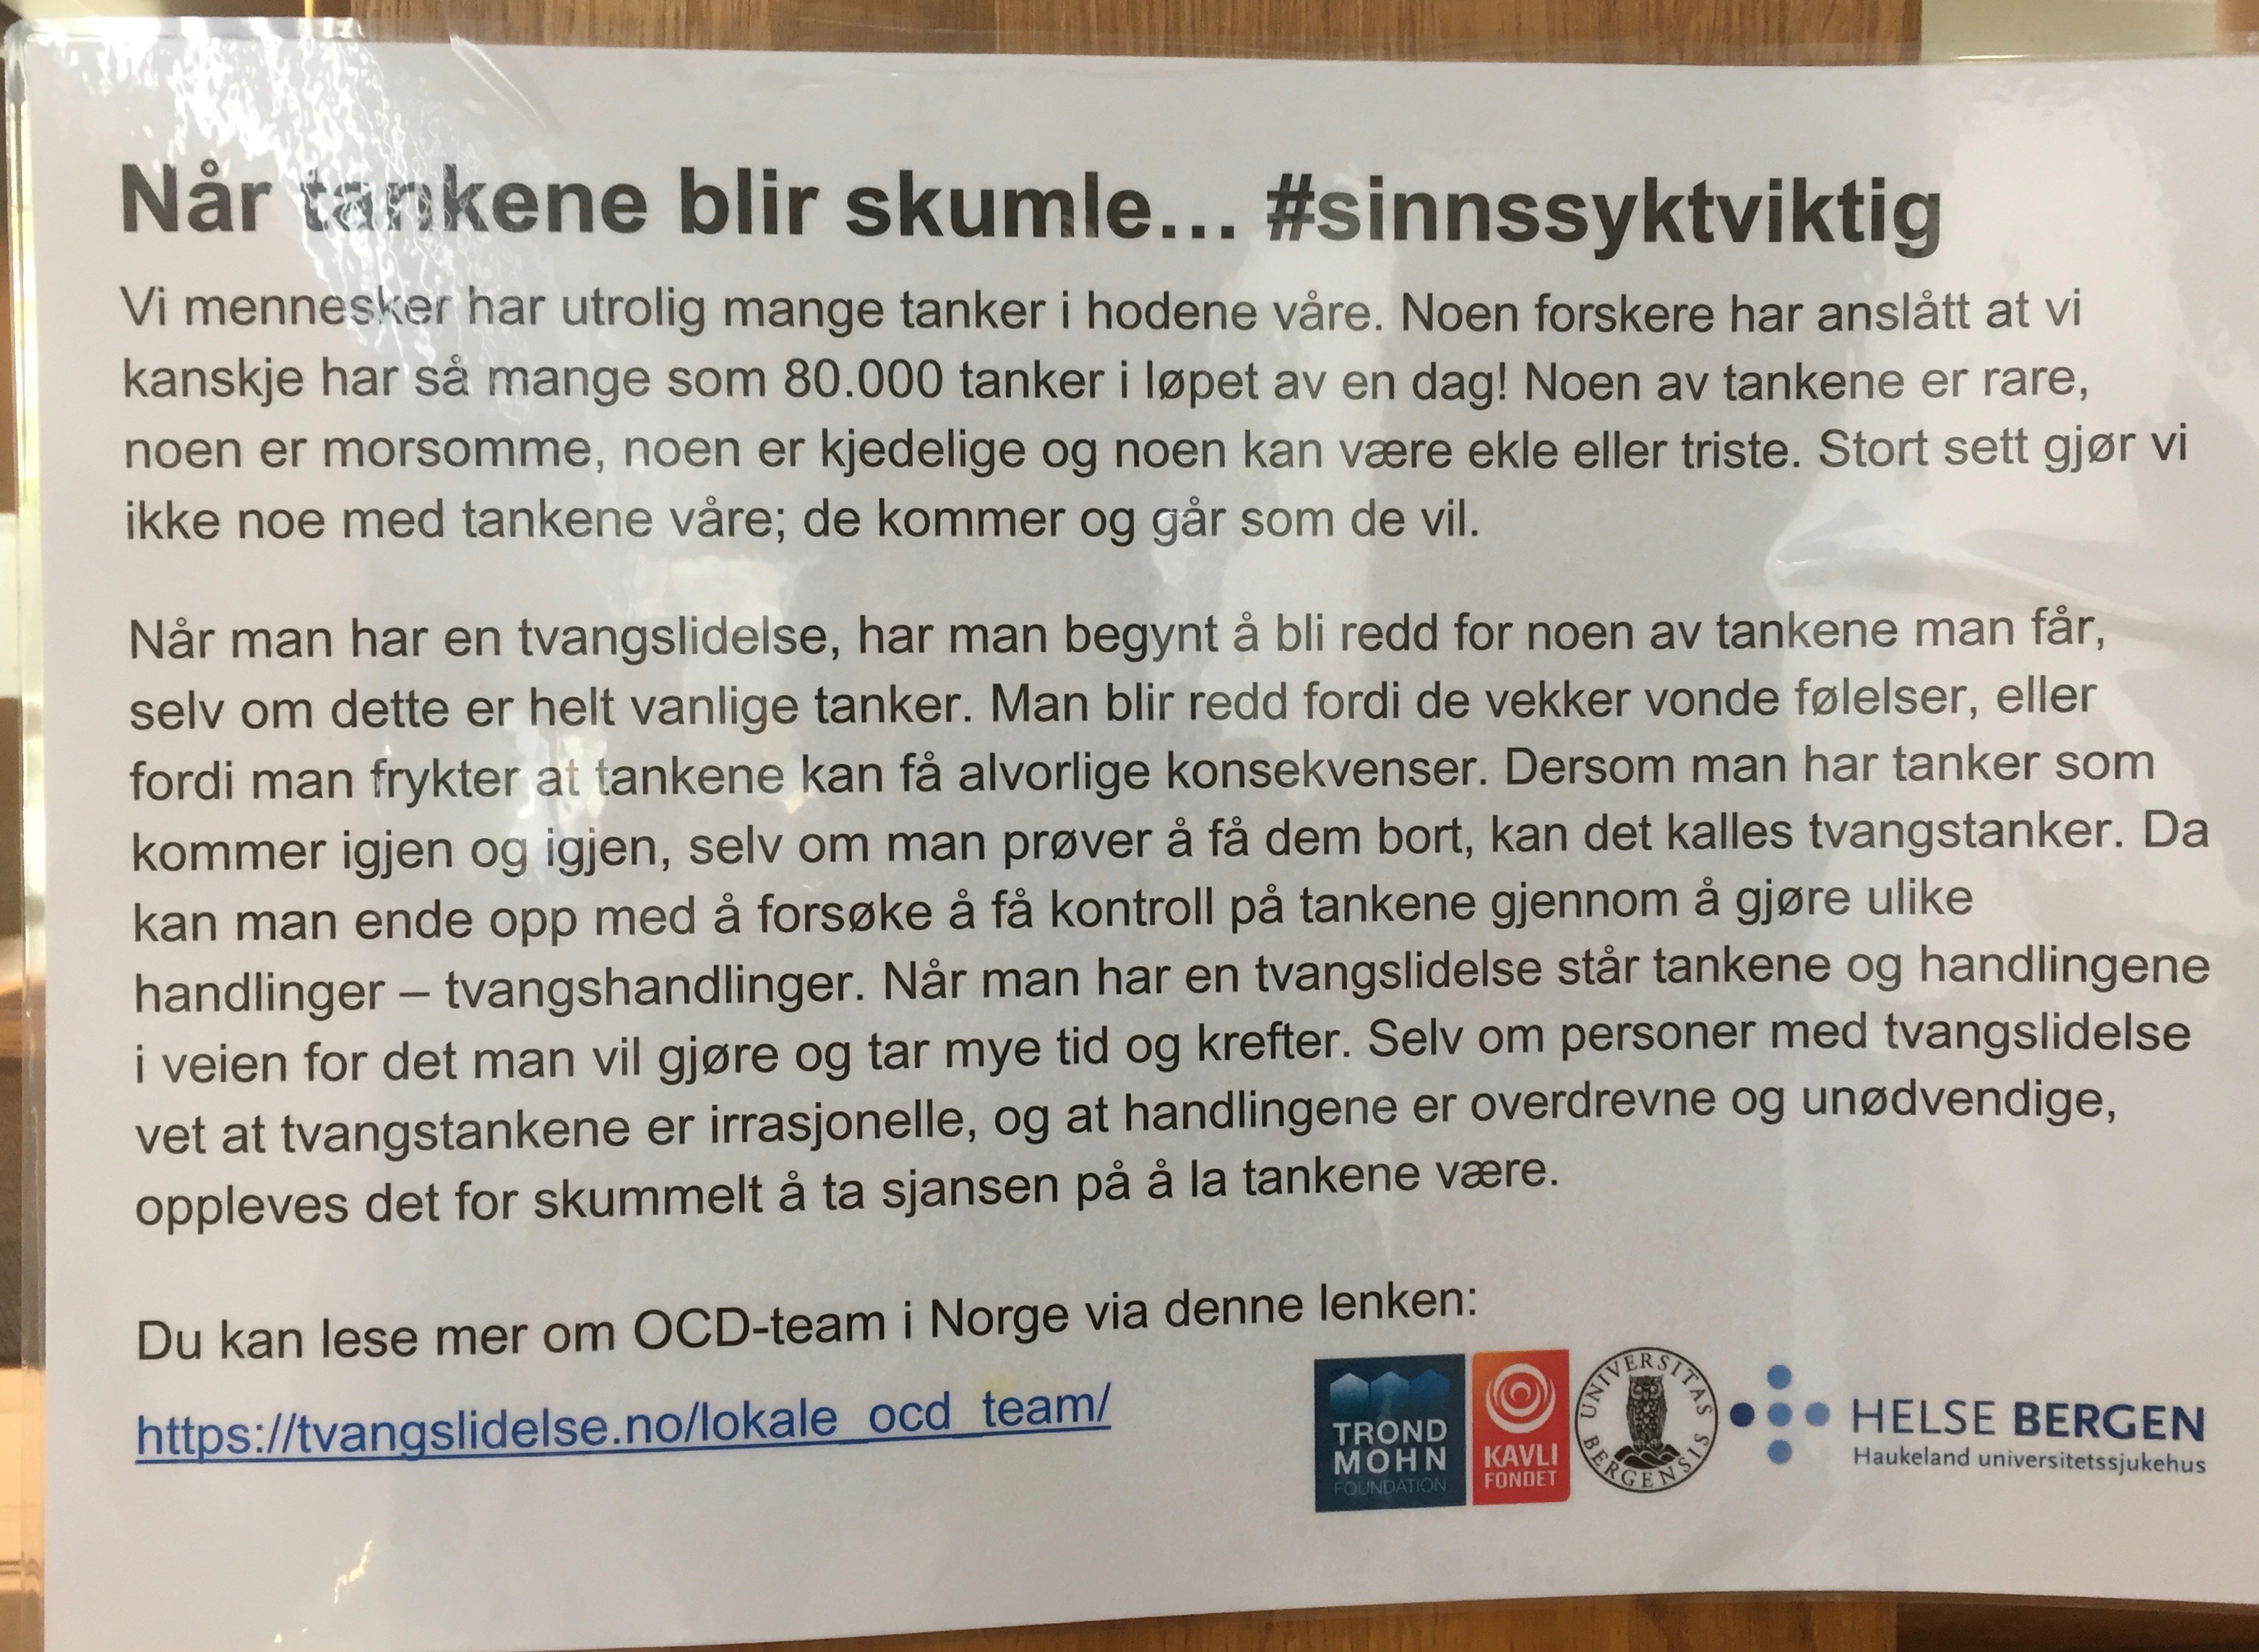 Når tankene blir skumle... #sinnssyktviktig
Vi mennesker har utrolig mange tanker i hodene våre. Noen forskere har anslått at vi
kanskje har så mange som 80.000 tanker i løpet av en dag! Noen av tankene er rare,
noen er morsomme, noen er kjedelige og noen kan være ekle eller triste. Stort sett gjør vi
ikke noe med tankene våre; de kommer og går som de vil.
Når man har en tvangslidelse, har man begynt å bli redd for noen av tankene man får,
selv om dette er helt vanlige tanker. Man blir redd fordi de vekker vonde følelser, eller
fordi man frykter at tankene kan få alvorlige konsekvenser. Dersom man har tanker som
kommer igjen og igjen, selv om man prøver å få dem bort, kan det kalles tvangstanker. Da
kan man ende opp med å forsøke å få kontroll på tankene gjennom å gjøre ulike
handlinger – tvangshandlinger. Når man har en tvangslidelse står tankene og handlingene
i veien for det man vil gjøre og tar mye tid og krefter. Selv om personer med tvangslidelse
vet at tvangstankene er irrasjonelle, og at handlingene er overdrevne og unødvendige,
oppleves det for skummelt å ta sjansen på å la tankene være.
Du kan lese mer om OCD-team i Norge via denne lenken:
https://tvangslidelse.no/lokale_ocd_team/
TROND
MOHN
FOUNDATION
KAVLI
FONDET
UNIVERSITAS
BERGENSIS
HELSE BERGEN
Haukeland universitetssjukehus